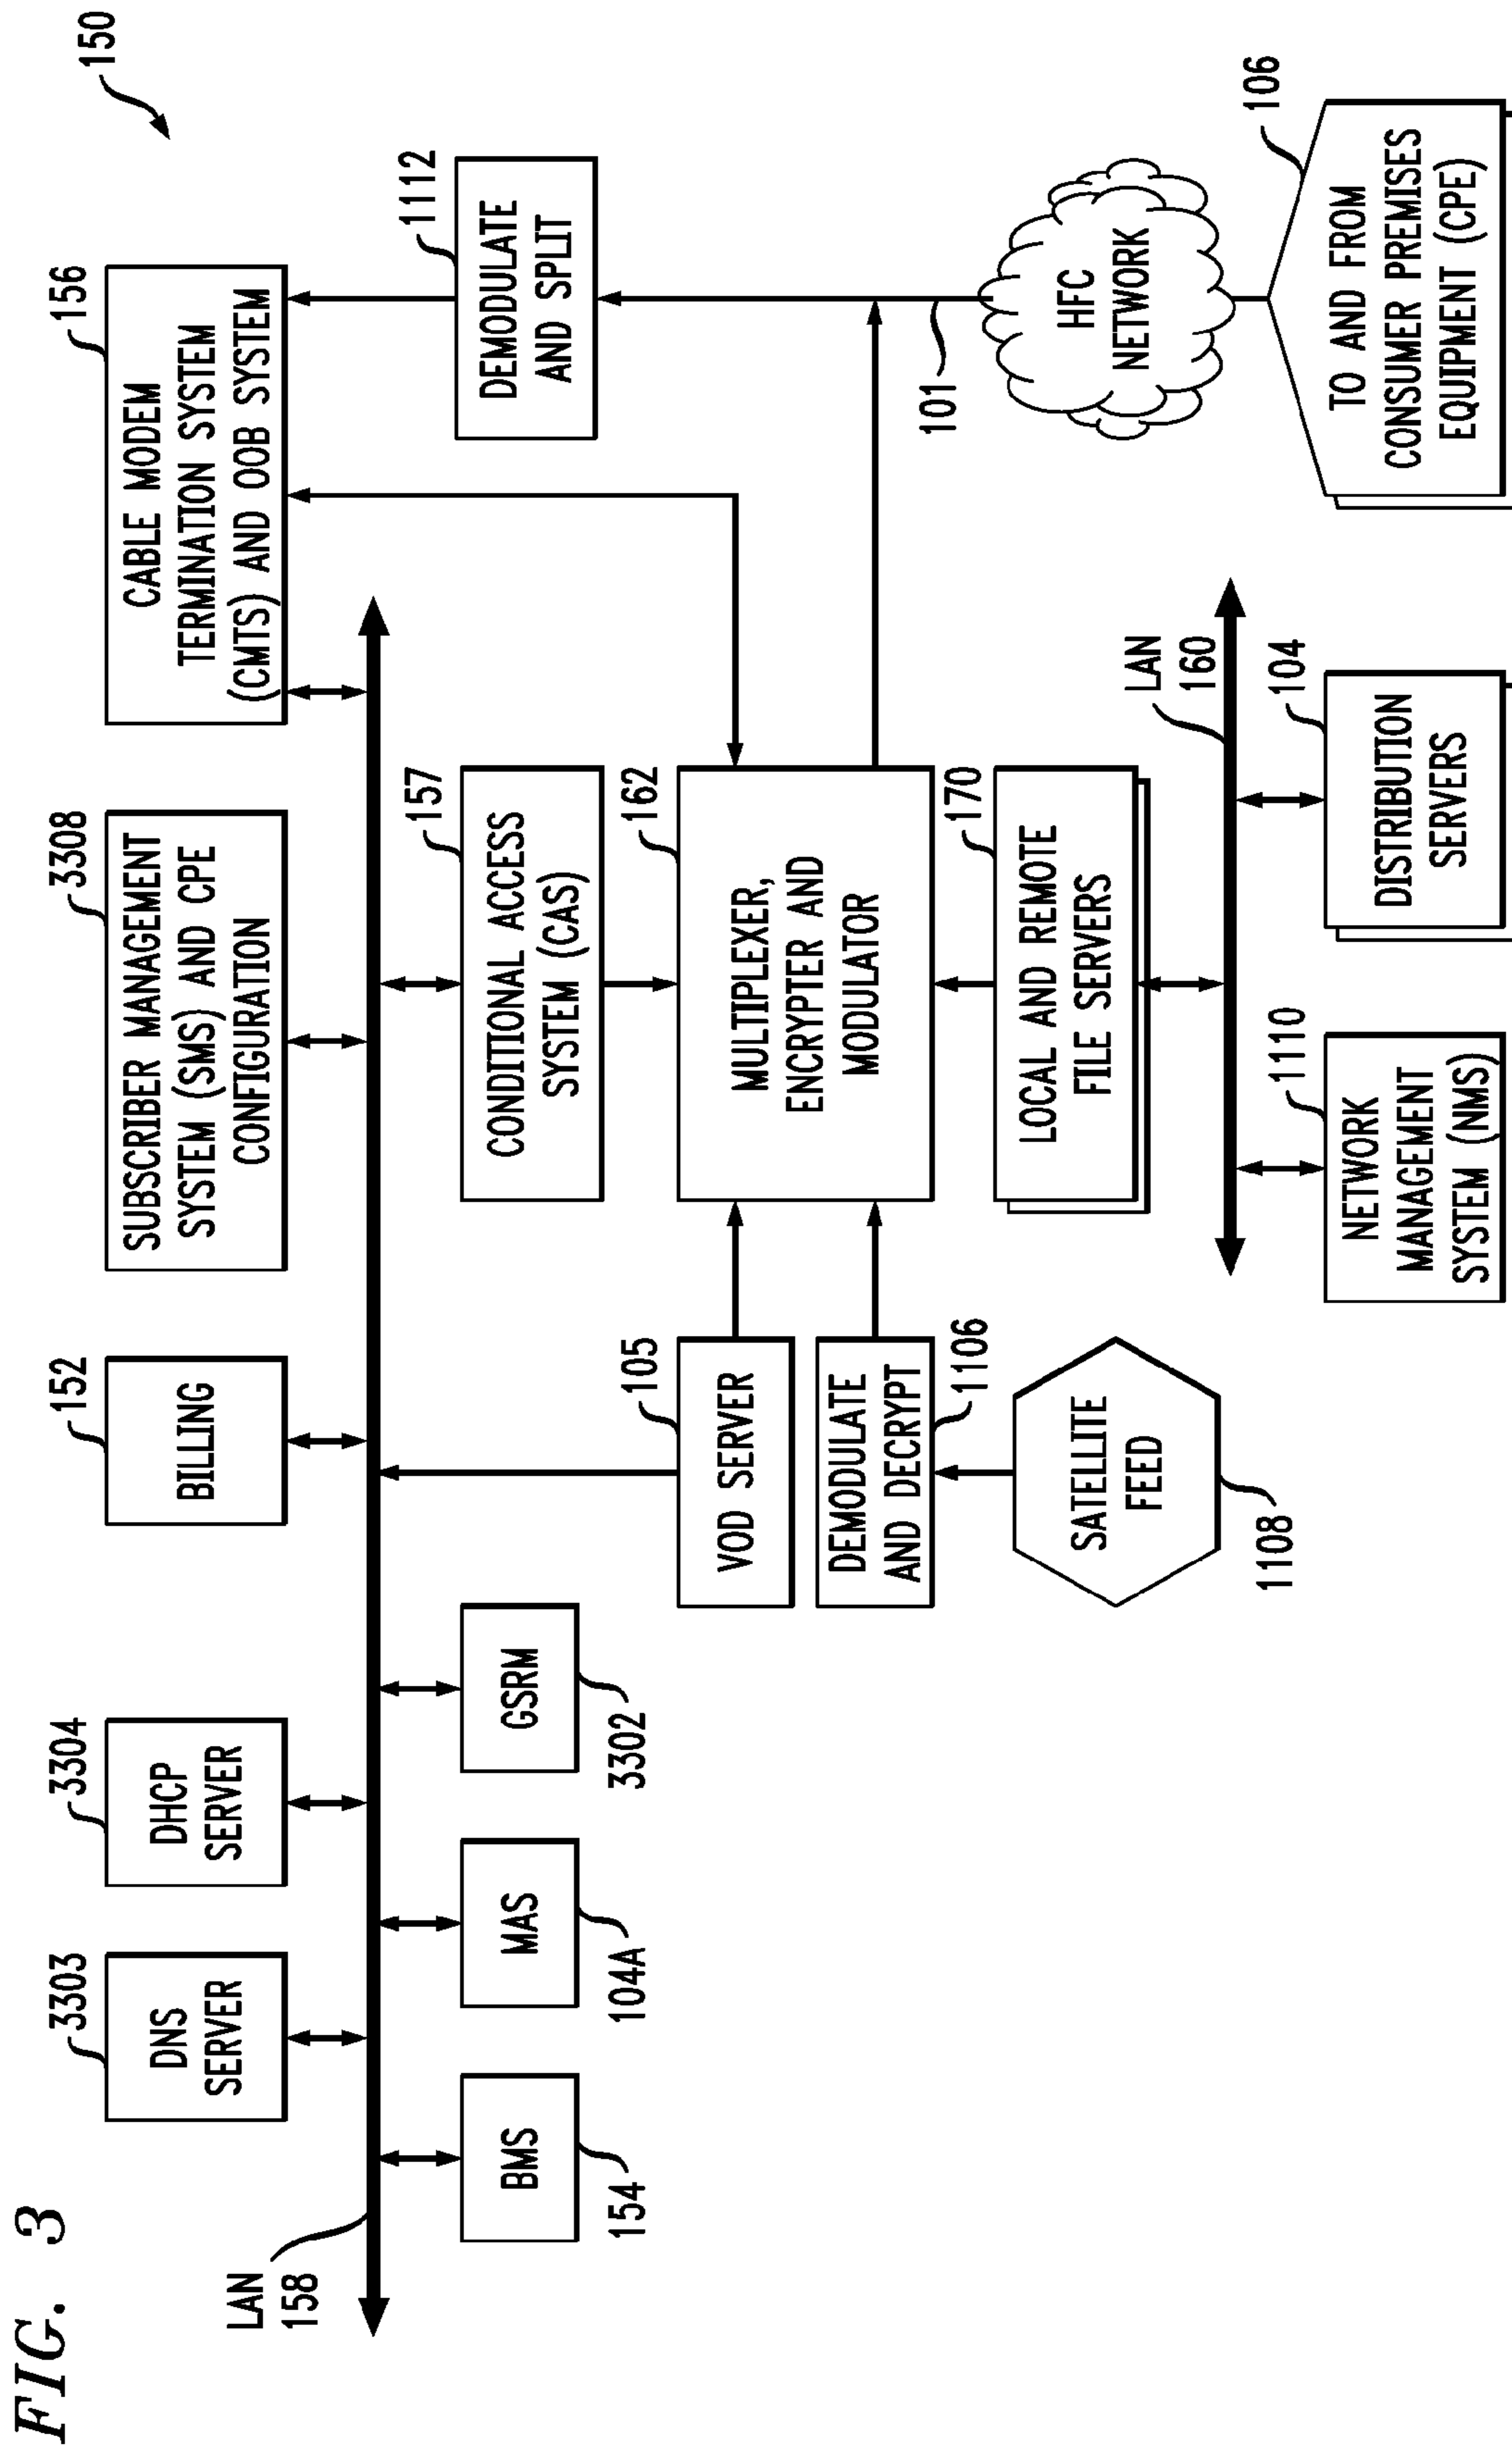 FIG. 3
150
3303
DNS
SERVER
3304
DHCP
SERVER
152
BILLING
3308
SUBSCRIBER MANAGEMENT
SYSTEM (SMS) AND CPE
CONFIGURATION
156
CABLE MODEM
TERMINATION SYSTEM
(CMTS) AND OOB SYSTEM
LAN
158
BMS
154
MAS
104A
GSRM
3302
157
CONDITIONAL ACCESS
SYSTEM (CAS)
1112
DEMODULATE
AND SPLIT
105
VOD SERVER
162
MULTIPLEXER,
ENCRYPTER AND
MODULATOR
DEMODULATE
AND DECRYPT
1106
101
170
LOCAL AND REMOTE
FILE SERVERS
HFC
NETWORK
SATELLITE
FEED
1108
LAN
160
1110
NETWORK
MANAGEMENT
SYSTEM (NMS)
104
DISTRIBUTION
SERVERS
106
TO AND FROM
CONSUMER PREMISES
EQUIPMENT (CPE)